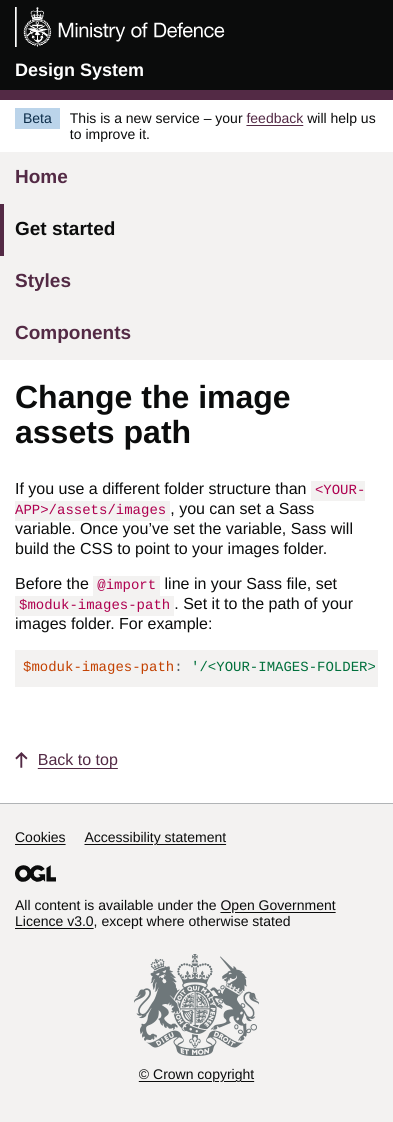 Ministry of Defence
Design System
Beta
This is a new service – your feedback will help us
to improve it.
Home
Get started
Styles
Components
Change the image
assets path
If you use a different folder structure than <YOUR-
APP>/assets/images, you can set a Sass
variable. Once you’ve set the variable, Sass will
build the CSS to point to your images folder.
Before the @import line in your Sass file, set
$moduk-images-path. Set it to the path of your
images folder. For example:
$moduk-images-path: '/<YOUR-IMAGES-FOLDER>
Back to top
Cookies Accessibility statement
OGL
All content is available under the Open Government
Licence v3.0, except where otherwise stated
DIEU ET MON DROIT
© Crown copyright